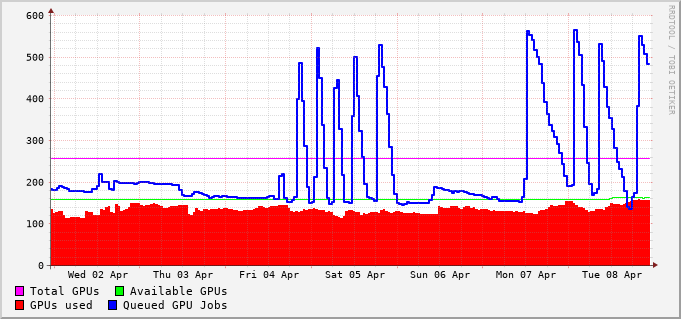 600
500
400
300
200
100
0
Wed 02 Apr Thu 03 Apr Fri 04 Apr Sat 05 Apr Sun 06 Apr Mon 07 Apr Tue 08 Apr
Total GPUs Available GPUs
GPUs used Queued GPU Jobs
RRDTOOL / TOBI OETIKER